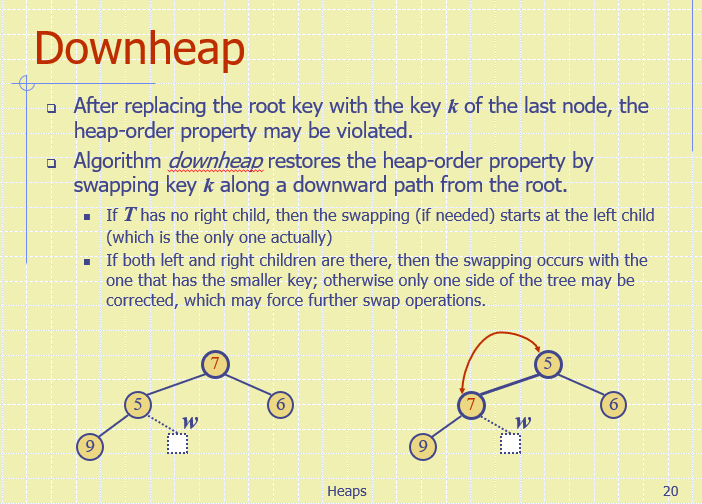 Downheap
After replacing the root key with the key k of the last node, the
heap-order property may be violated.
Algorithm downheap restores the heap-order property by
swapping key k along a downward path from the root.
If T has no right child, then the swapping (if needed) starts at the left child
(which is the only one actually)
If both left and right children are there, then the swapping occurs with the
one that has the smaller key; otherwise only one side of the tree may be
corrected, which may force further swap operations.
7
5
6
w
9
5
7
6
w
9
Heaps
20